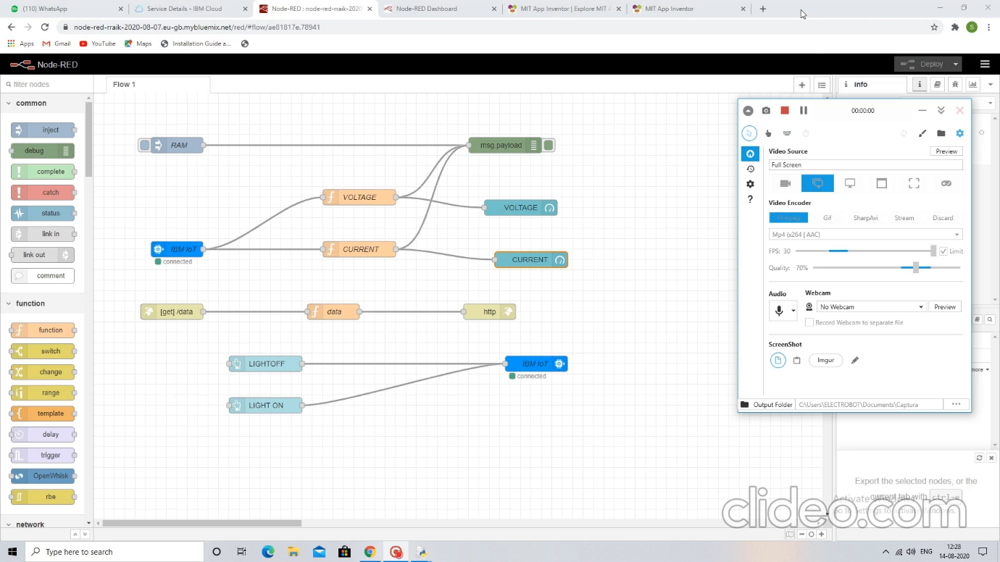 (110) WhatsApp
Service Details - IBM Cloud
Node-RED : node-red-rraik-2020
Node-RED Dashboard
MIT App Inventor | Explore MIT A
MIT App Inventor
node-red-rraik-2020-08-07.eu-gb.mybluemix.net/red/#flow/ae81817e.78941
S
Apps
Gmail
YouTube
Maps
Installation Guide a...
Node-RED
Deploy
filter nodes
Flow 1
info
common
inject
debug
complete
catch
status
link in
link out
comment
function
function
switch
change
range
template
delay
trigger
OpenWhisk
rbe
network
RAM
msg.payload
VOLTAGE
VOLTAGE
IBM IoT
connected
CURRENT
CURRENT
[get] /data
data
http
LIGHTOFF
IBM IoT
connected
LIGHT ON
00:00:00
Video Source
Preview
Full Screen
Video Encoder
FFmpeg
Gif
SharpAvi
Stream
Discard
Mp4 (x264 | AAC)
FPS: 30
Limit
Quality: 70%
Audio
Webcam
No Webcam
Preview
Record Webcam to separate file
ScreenShot
Imgur
Output Folder
C:\Users\ELECTROBOT\Documents\Captura
more
Export the selected nodes, or the
current tab with ctrl-e
Activate Windows
Go to Settings to activate Windows.
clideo.com
Type here to search
ENG
12:28
14-08-2020